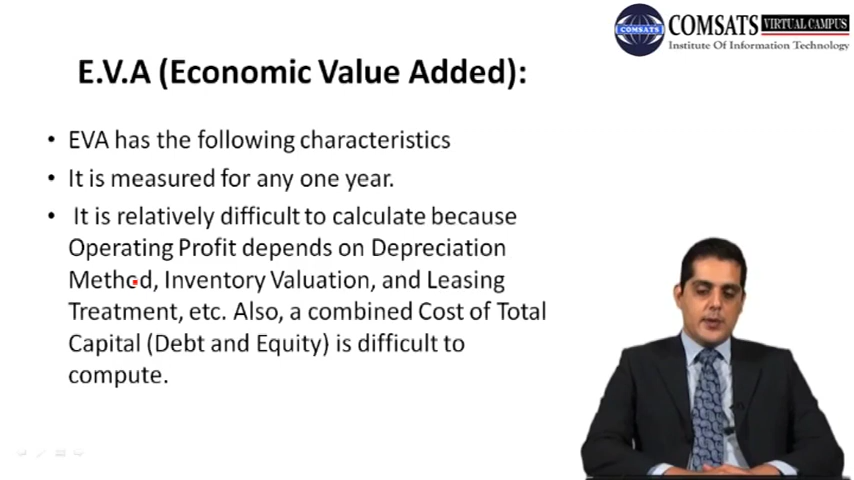 COMSATS VIRTUAL CAMPUS
COMSATS
Institute Of Information Technology
E.V.A (Economic Value Added):
• EVA has the following characteristics
• It is measured for any one year.
• It is relatively difficult to calculate because
Operating Profit depends on Depreciation
Method, Inventory Valuation, and Leasing
Treatment, etc. Also, a combined Cost of Total
Capital (Debt and Equity) is difficult to
compute.